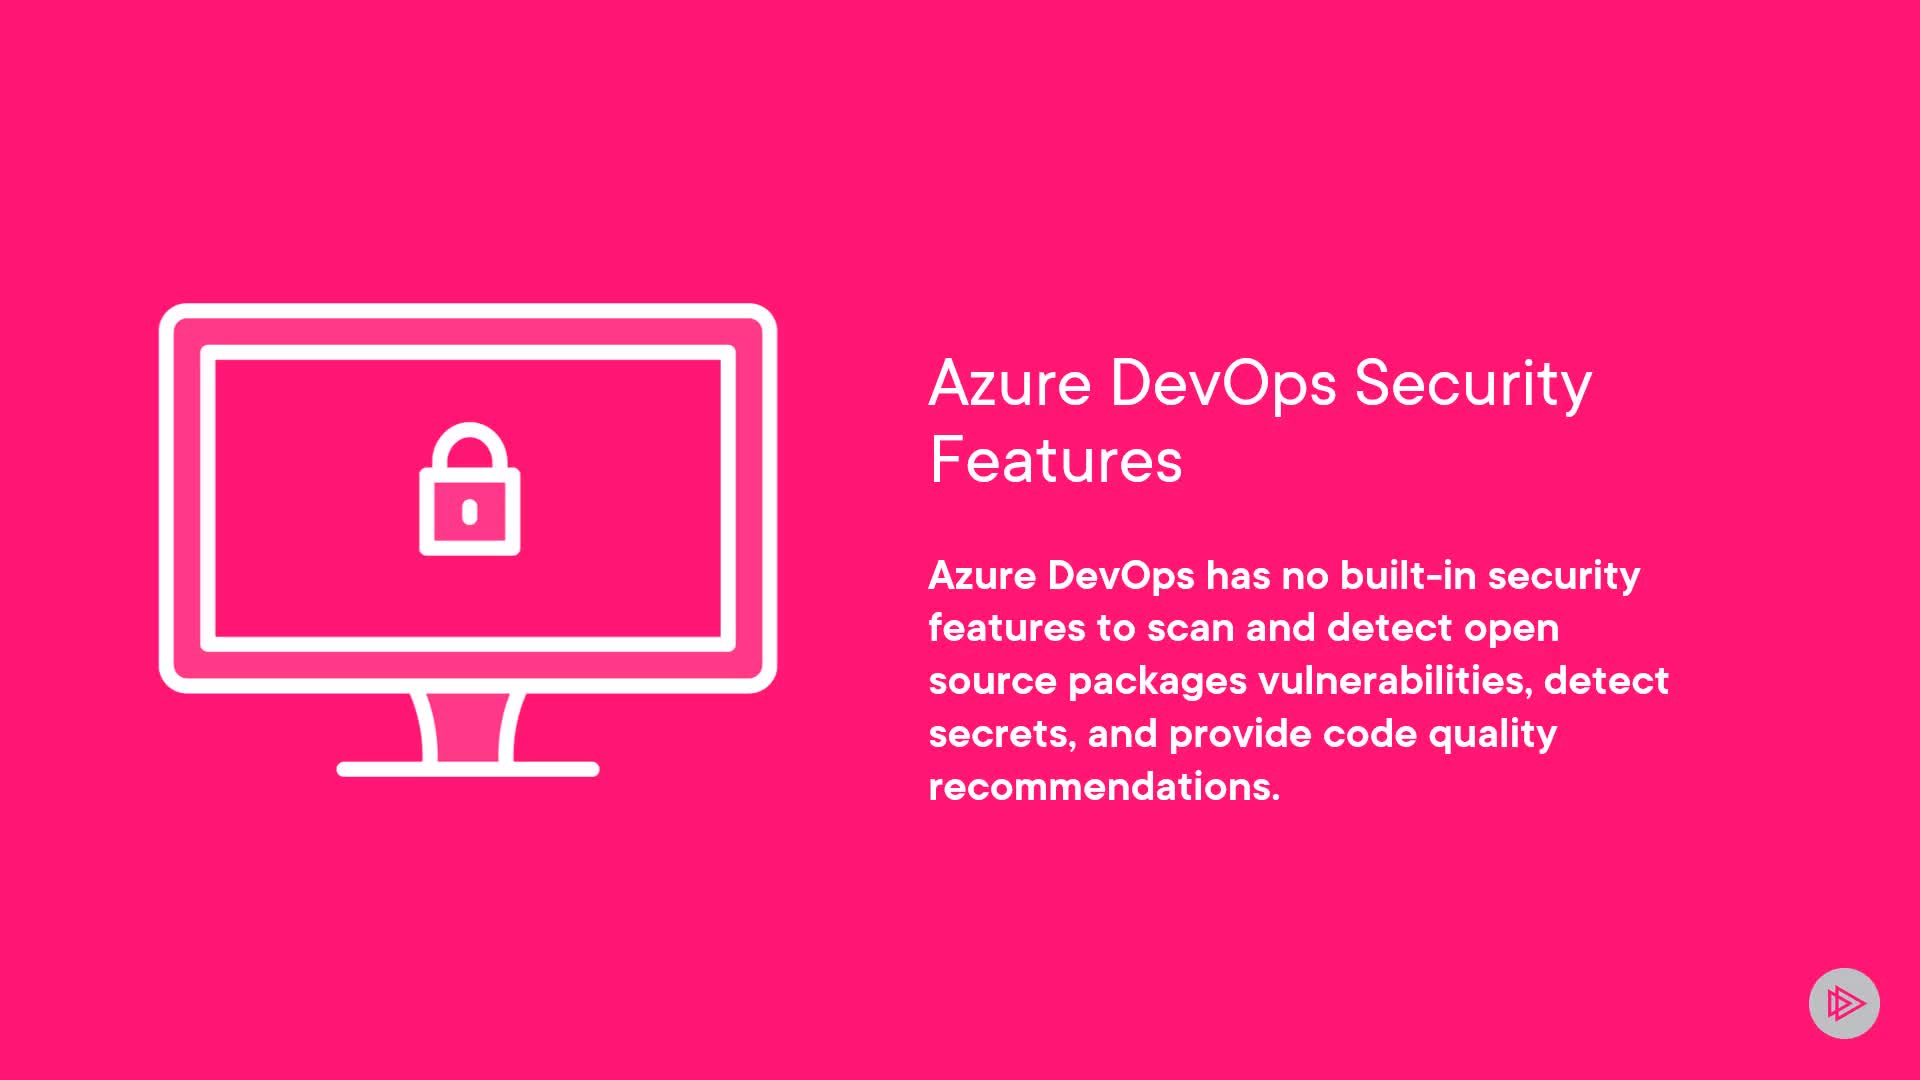 Azure DevOps Security
Features
Azure DevOps has no built-in security
features to scan and detect open
source packages vulnerabilities, detect
secrets, and provide code quality
recommendations.